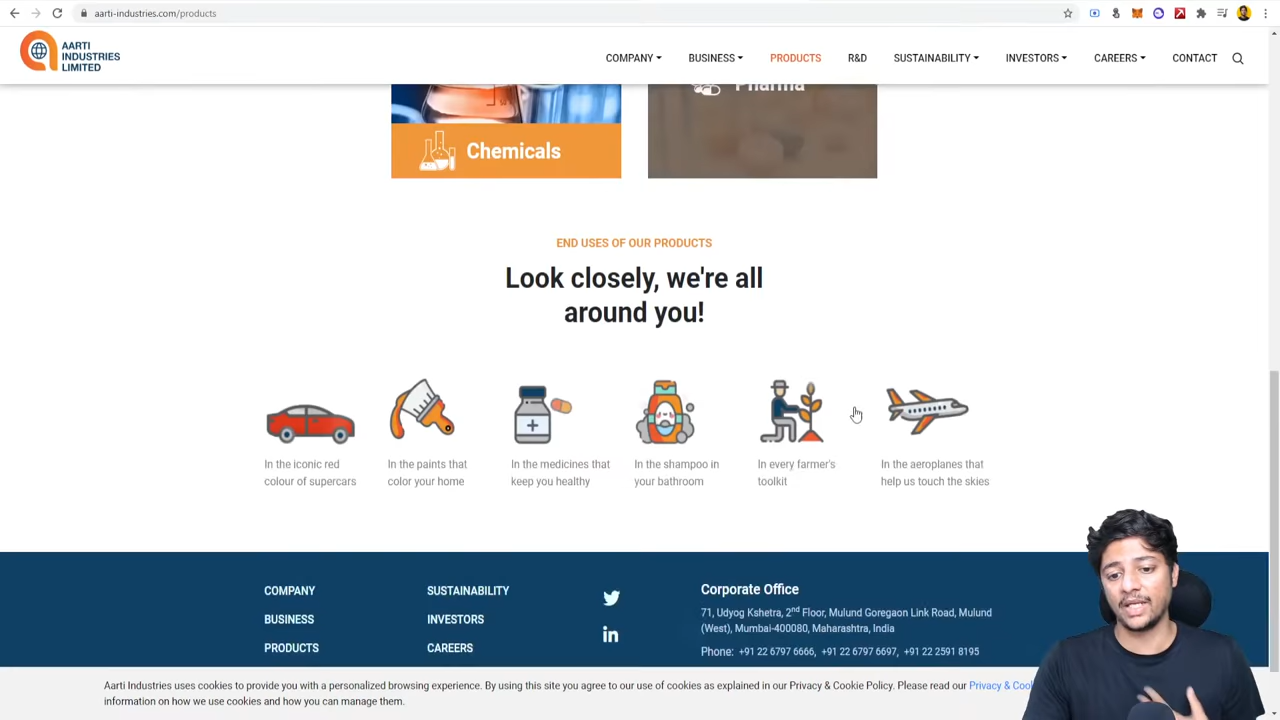 aarti-industries.com/products
AARTI
INDUSTRIES
LIMITED
COMPANY
BUSINESS
PRODUCTS
R&D
SUSTAINABILITY
INVESTORS
CAREERS
CONTACT
Chemicals
Pharma
END USES OF OUR PRODUCTS
Look closely, we're all
around you!
In the iconic red
colour of supercars
In the paints that
color your home
In the medicines that
keep you healthy
In the shampoo in
your bathroom
In every farmer's
toolkit
In the aeroplanes that
help us touch the skies
COMPANY
BUSINESS
PRODUCTS
SUSTAINABILITY
INVESTORS
CAREERS
Corporate Office
71, Udyog Kshetra, 2nd Floor, Mulund Goregaon Link Road, Mulund
(West), Mumbai-400080, Maharashtra, India
Phone: +91 22 6797 6666, +91 22 6797 6697, +91 22 2591 8195
Aarti Industries uses cookies to provide you with a personalized browsing experience. By using this site you agree to our use of cookies as explained in our Privacy & Cookie Policy. Please read our Privacy &
information on how we use cookies and how you can manage them.